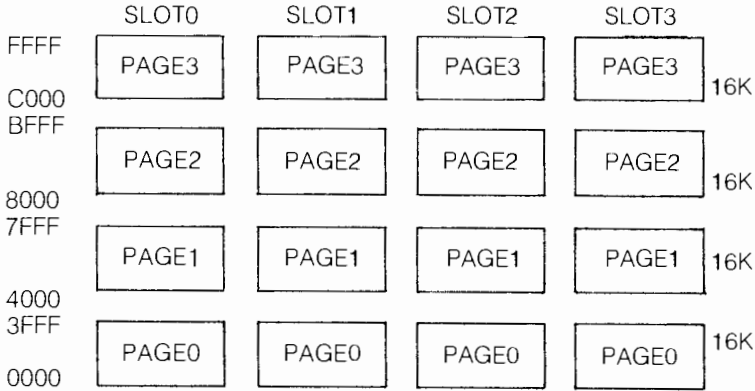 SLOT0 SLOT1 SLOT2 SLOT3
FFFF
PAGE3 PAGE3 PAGE3 PAGE3
16K
C000
BFFF
PAGE2 PAGE2 PAGE2 PAGE2
16K
8000
7FFF
PAGE1 PAGE1 PAGE1 PAGE1
16K
4000
3FFF
16K
PAGE0 PAGE0 PAGE0 PAGE0
0000